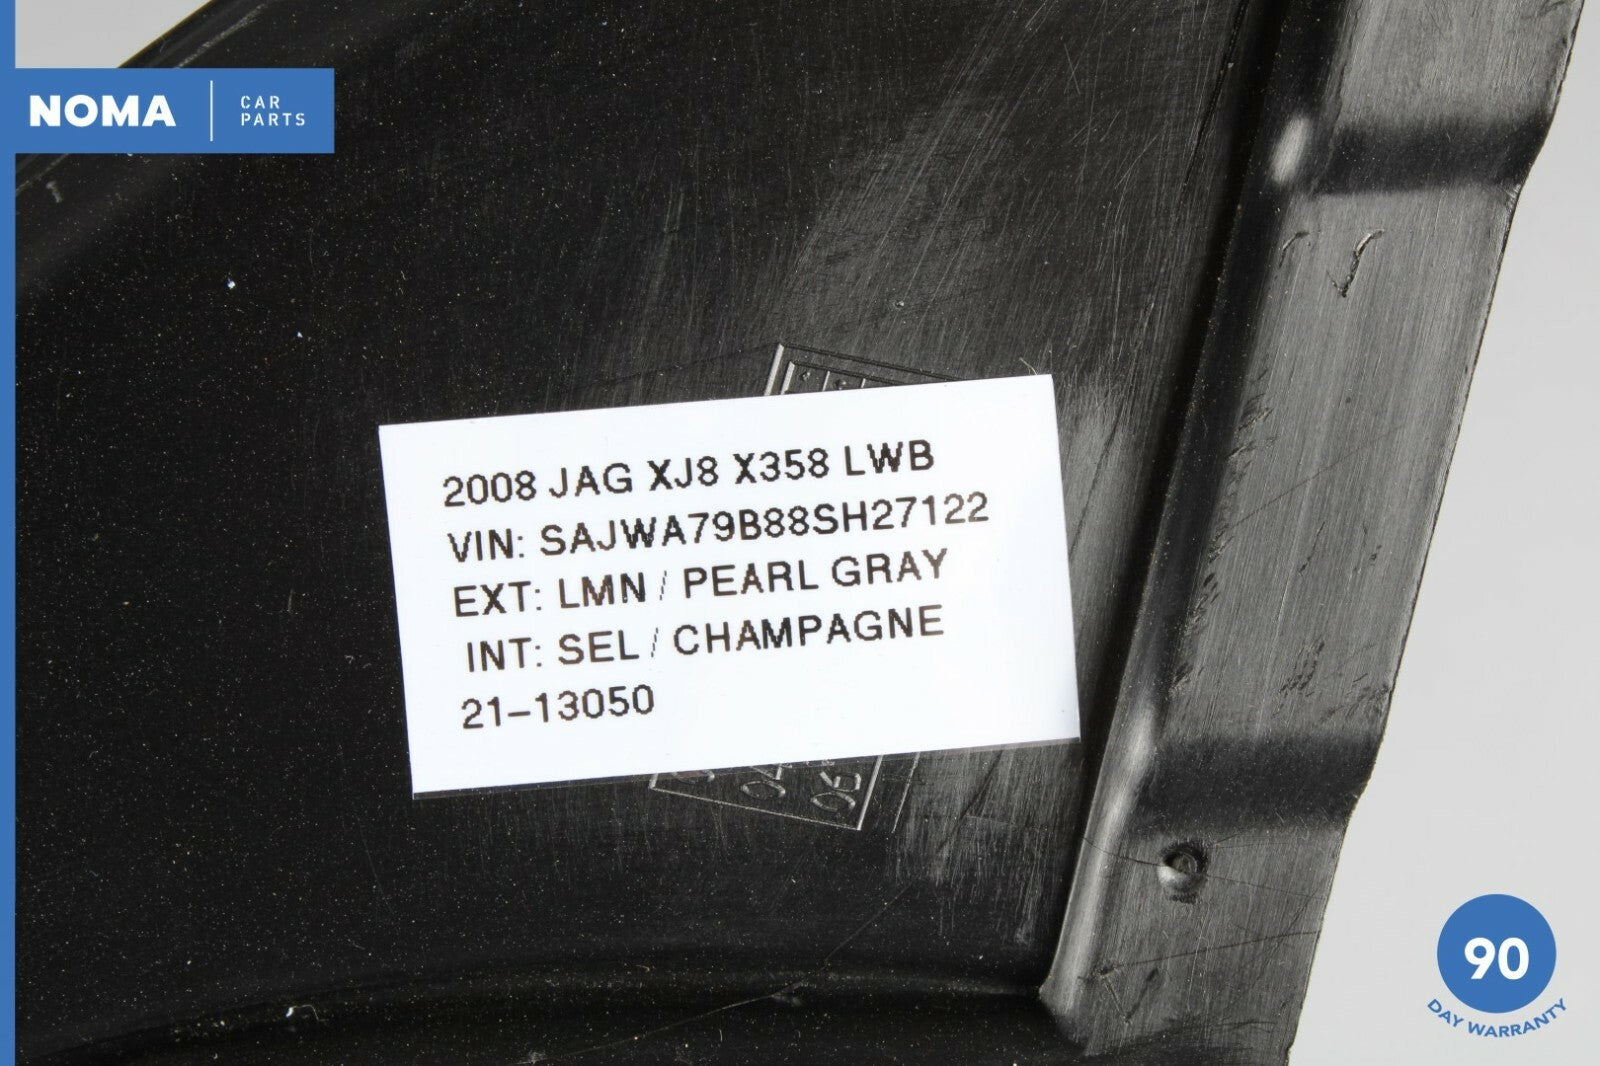 NOMA
CAR
PARTS
2008 JAG XJ8 X358 LWB
VIN: SAJWA79B88SH27122
EXT: LMN / PEARL GRAY
INT: SEL / CHAMPAGNE
21-13050
90
DAY WARRANTY